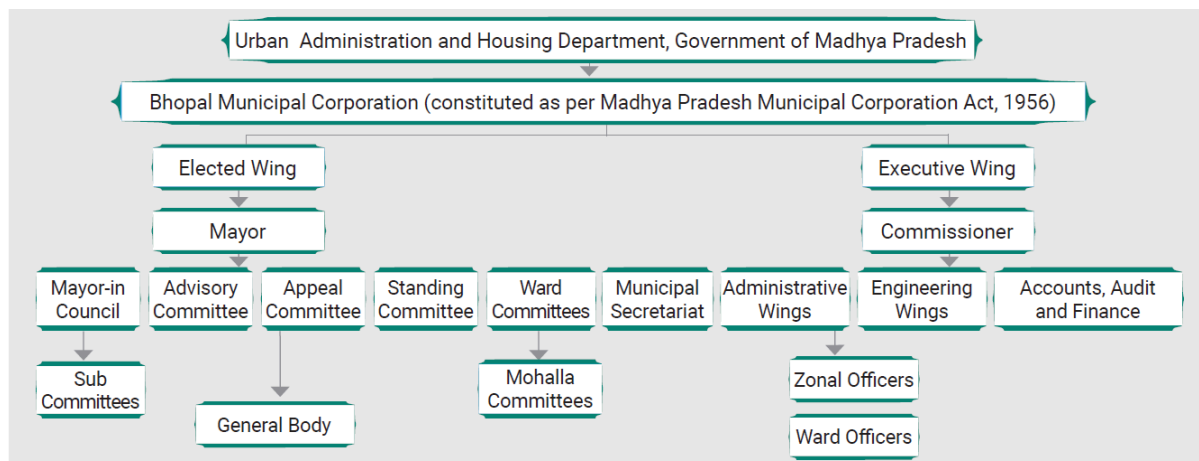 Urban Administration and Housing Department, Government of Madhya Pradesh
Bhopal Municipal Corporation (constituted as per Madhya Pradesh Municipal Corporation Act, 1956)
Elected Wing
Executive Wing
Mayor
Commissioner
Mayor-in
Council
Advisory
Committee
Appeal
Committee
Standing
Committee
Ward
Committees
Municipal
Secretariat
Administrative
Wings
Engineering
Wings
Accounts, Audit
and Finance
Sub
Committees
General Body
Mohalla
Committees
Zonal Officers
Ward Officers